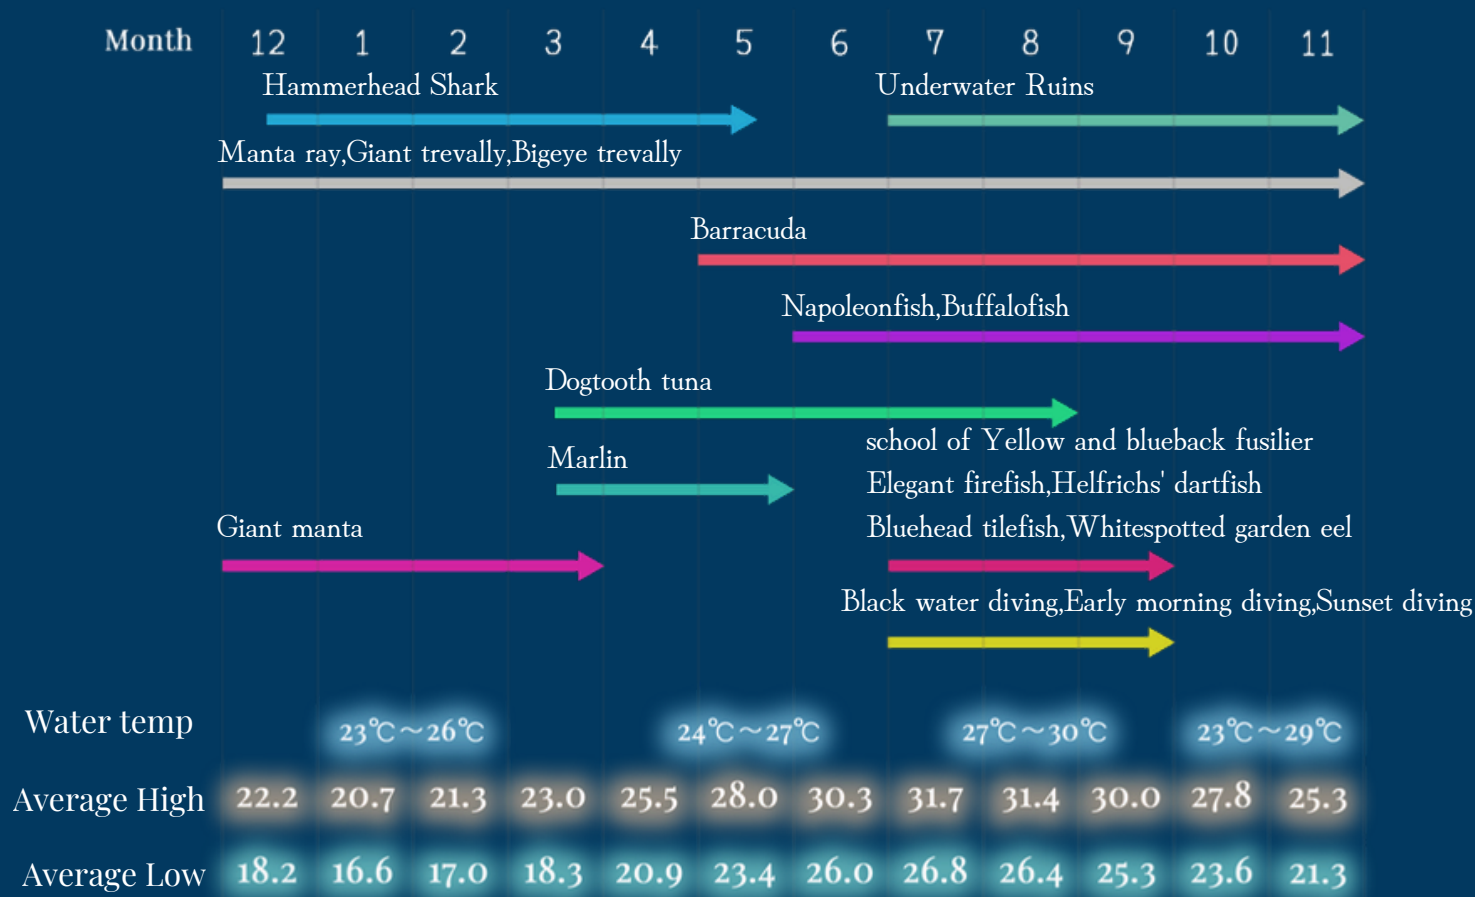 Month 12 1 2 3 4 5 6 7 8 9 10 11
Hammerhead Shark
Underwater Ruins
Manta ray,Giant trevally,Bigeye trevally
Barracuda
Napoleonfish,Buffalofish
Dogtooth tuna
school of Yellow and blueback fusilier
Marlin
Elegant firefish,Helfrichs' dartfish
Giant manta
Bluehead tilefish,Whitespotted garden eel
Black water diving,Early morning diving,Sunset diving
Water temp 23℃～26℃ 24℃～27℃ 27℃～30℃ 23℃～29℃
Average High 22.2 20.7 21.3 23.0 25.5 28.0 30.3 31.7 31.4 30.0 27.8 25.3
Average Low 18.2 16.6 17.0 18.3 20.9 23.4 26.0 26.8 26.4 25.3 23.6 21.3